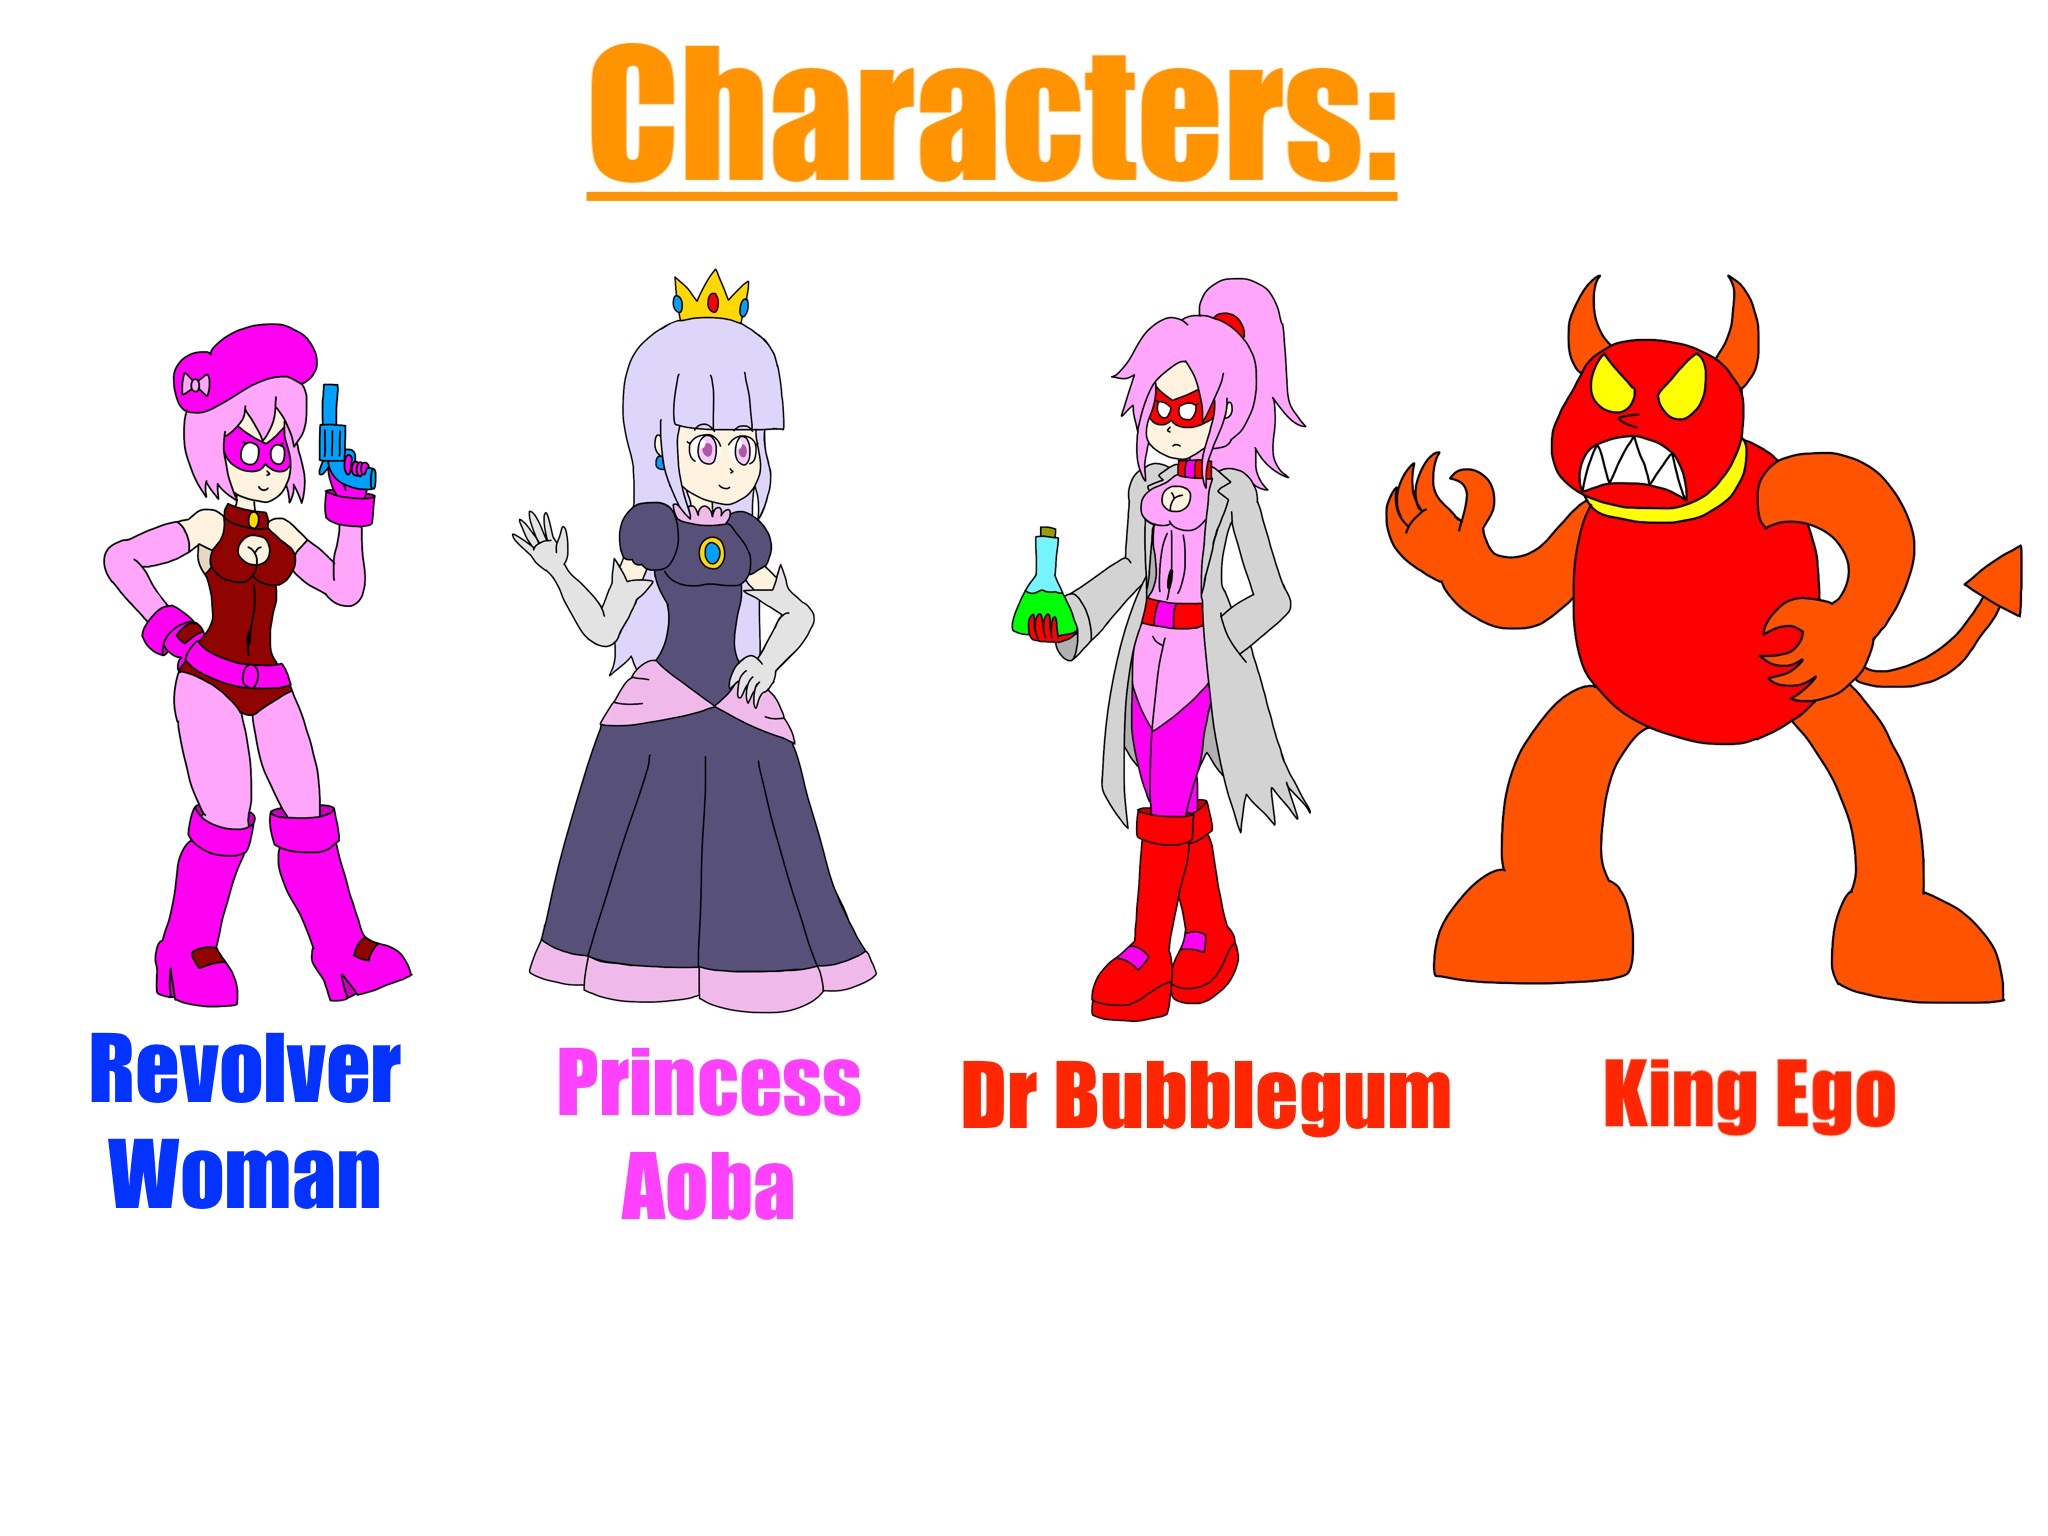 Characters:
Revolver
Woman
Princess
Aoba
Dr Bubblegum
King Ego